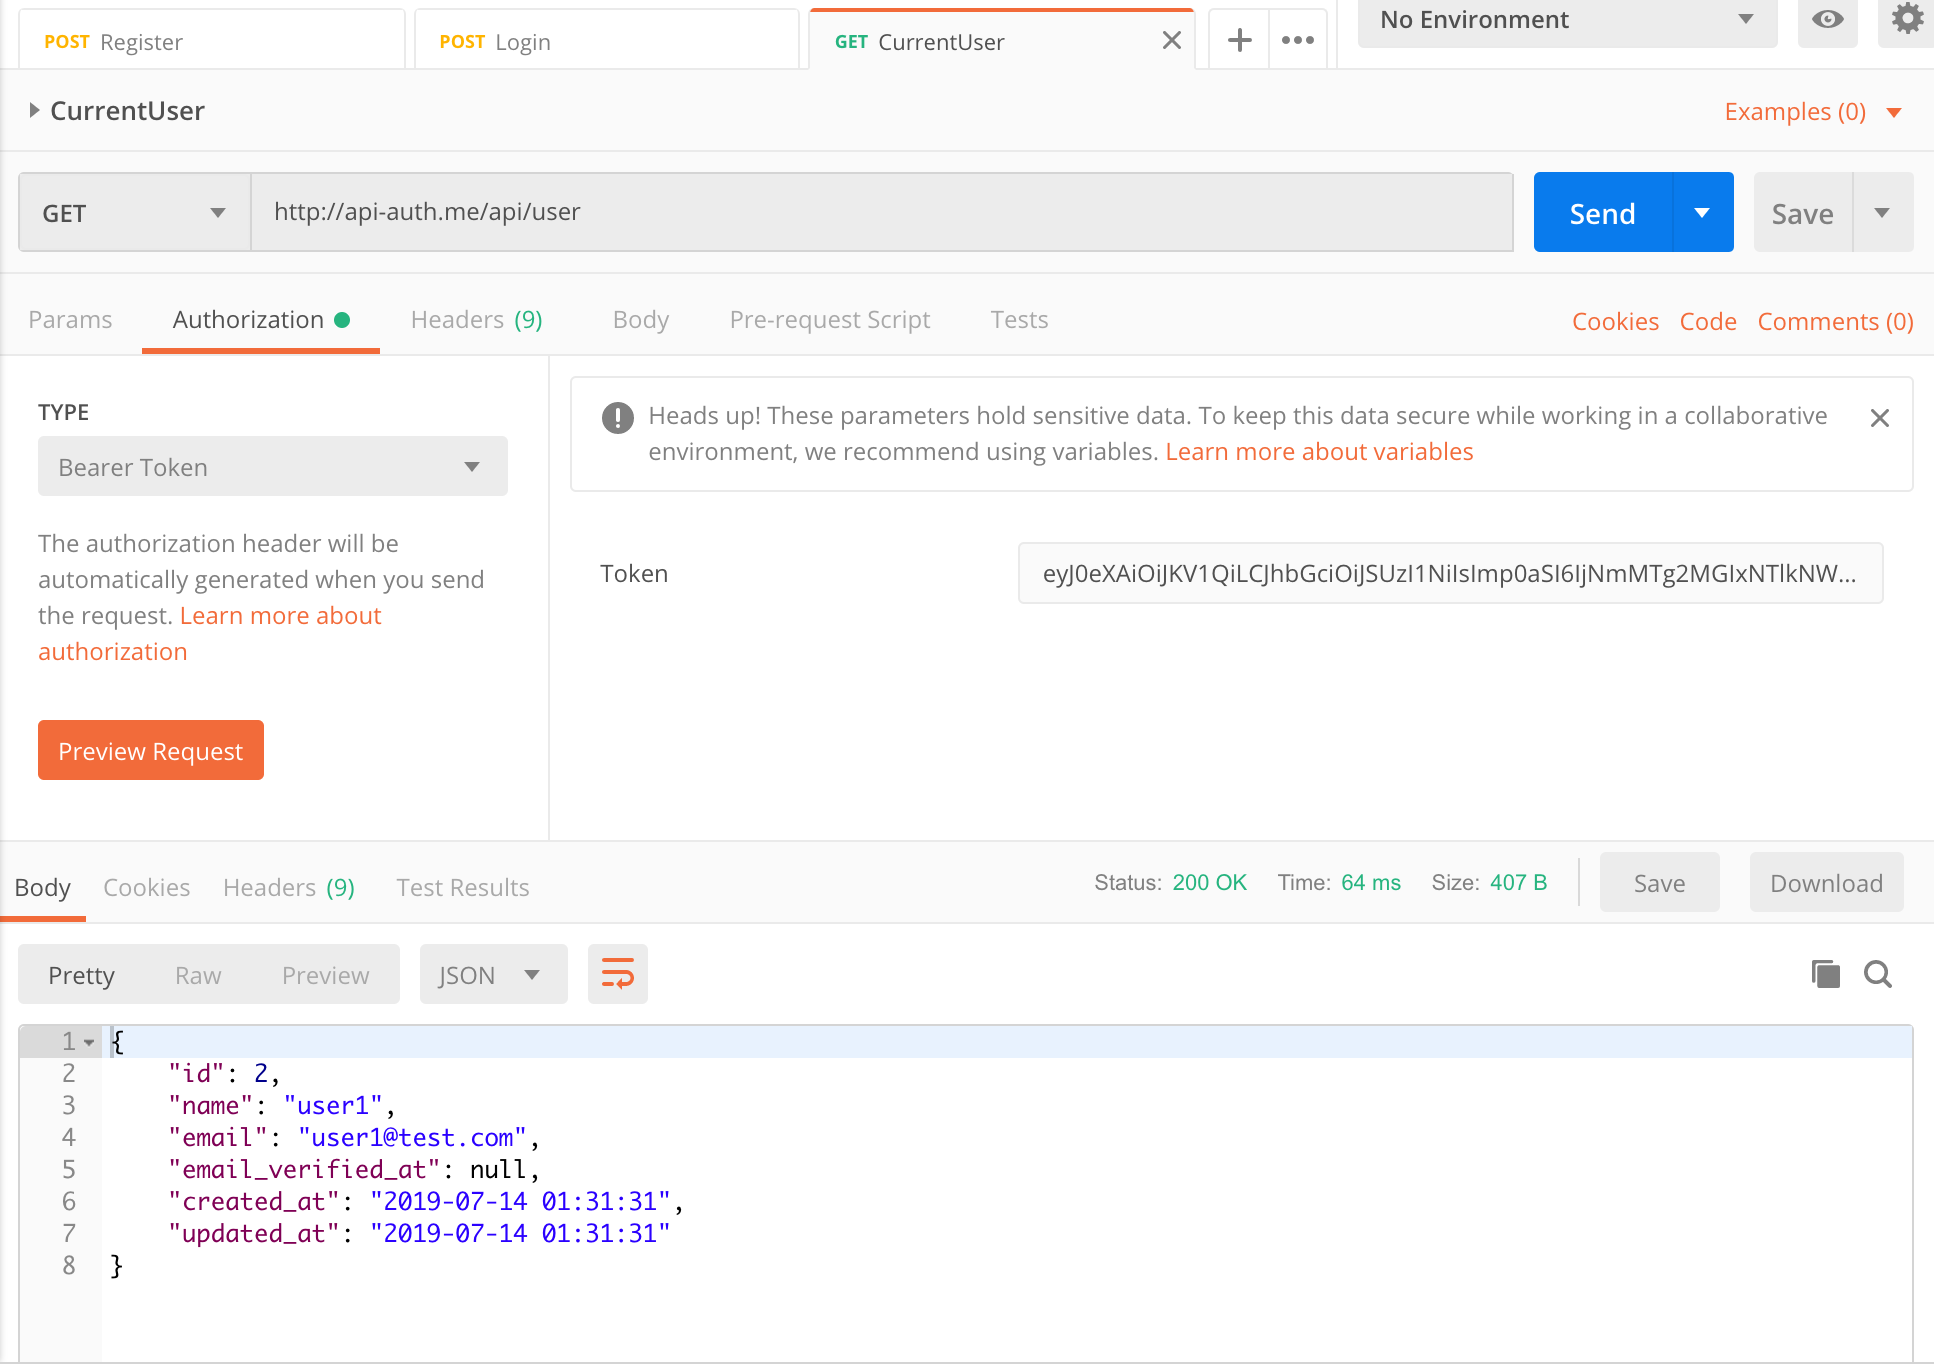 POST Register
POST Login
GET CurrentUser
No Environment
CurrentUser
Examples (0)
GET
http://api-auth.me/api/user
Send
Save
Params
Authorization
Headers (9)
Body
Pre-request Script
Tests
Cookies
Code
Comments (0)
TYPE
Bearer Token
The authorization header will be
automatically generated when you send
the request. Learn more about
authorization
Preview Request
Heads up! These parameters hold sensitive data. To keep this data secure while working in a collaborative
environment, we recommend using variables. Learn more about variables
Token
eyJ0eXAiOiJKV1QiLCJhbGciOiJSUzI1NiIsImp0aSI6IjNmMTg2MGIxNTlkNW...
Body
Cookies
Headers (9)
Test Results
Status: 200 OK
Time: 64 ms
Size: 407 B
Save
Download
Pretty
Raw
Preview
JSON
1 {
2 "id": 2,
3 "name": "user1",
4 "email": "user1@test.com",
5 "email_verified_at": null,
6 "created_at": "2019-07-14 01:31:31",
7 "updated_at": "2019-07-14 01:31:31"
8 }